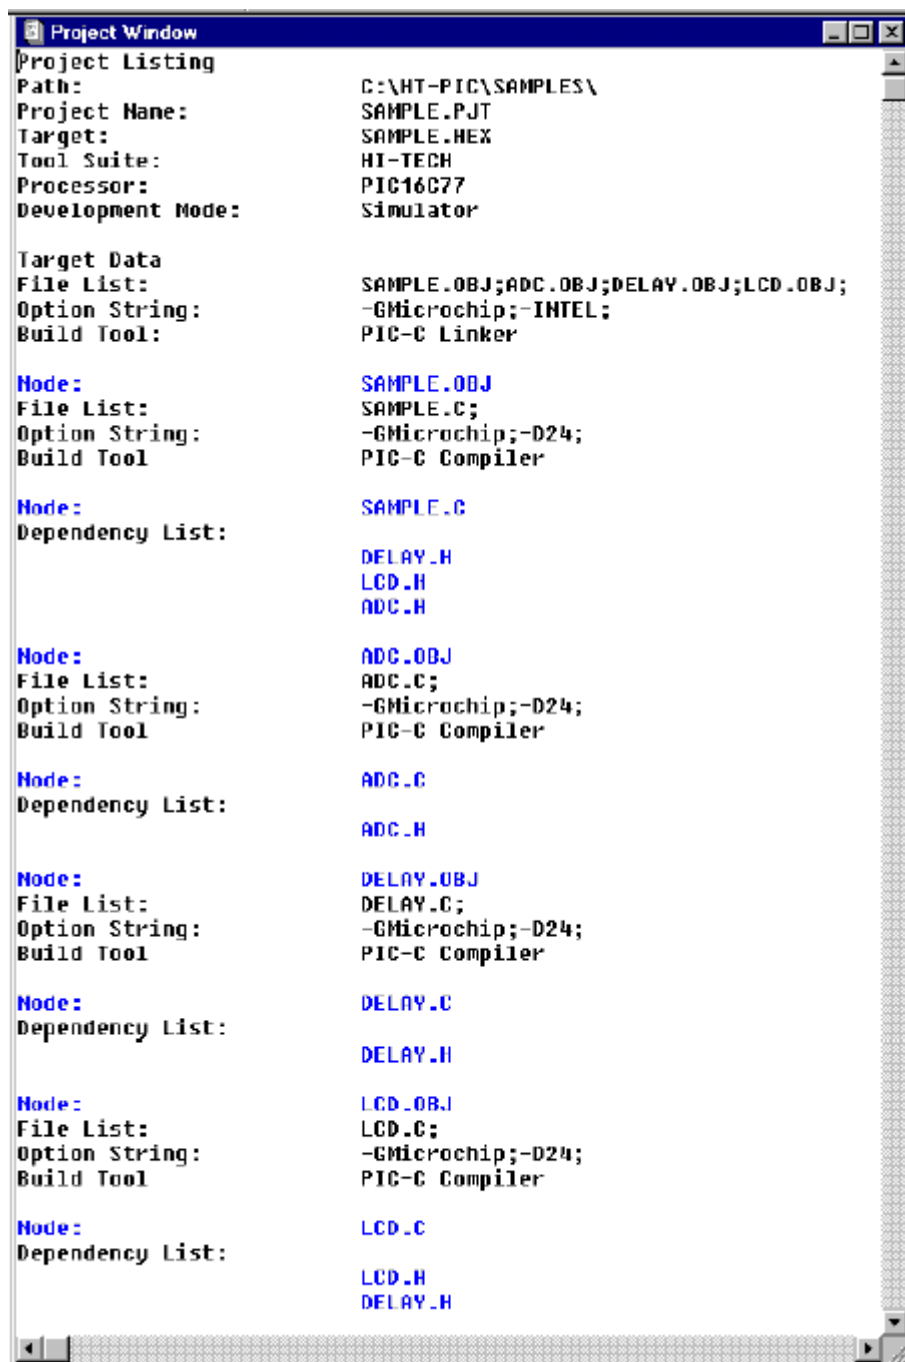 Project Window
Project Listing
Path: C:\HT-PIC\SAMPLES\
Project Name: SAMPLE.PJT
Target: SAMPLE.HEX
Tool Suite: HI-TECH
Processor: PIC16C77
Development Mode: Simulator
Target Data
File List: SAMPLE.OBJ;ADC.OBJ;DELAY.OBJ;LCD.OBJ;
Option String: -GMicrochip;-INTEL;
Build Tool: PIC-C Linker
Node: SAMPLE.OBJ
File List: SAMPLE.C;
Option String: -GMicrochip;-D24;
Build Tool PIC-C Compiler
Node: SAMPLE.C
Dependency List:
DELAY.H
LCD.H
ADC.H
Node: ADC.OBJ
File List: ADC.C;
Option String: -GMicrochip;-D24;
Build Tool PIC-C Compiler
Node: ADC.C
Dependency List:
ADC.H
Node: DELAY.OBJ
File List: DELAY.C;
Option String: -GMicrochip;-D24;
Build Tool PIC-C Compiler
Node: DELAY.C
Dependency List:
DELAY.H
Node: LCD.OBJ
File List: LCD.C;
Option String: -GMicrochip;-D24;
Build Tool PIC-C Compiler
Node: LCD.C
Dependency List:
LCD.H
DELAY.H